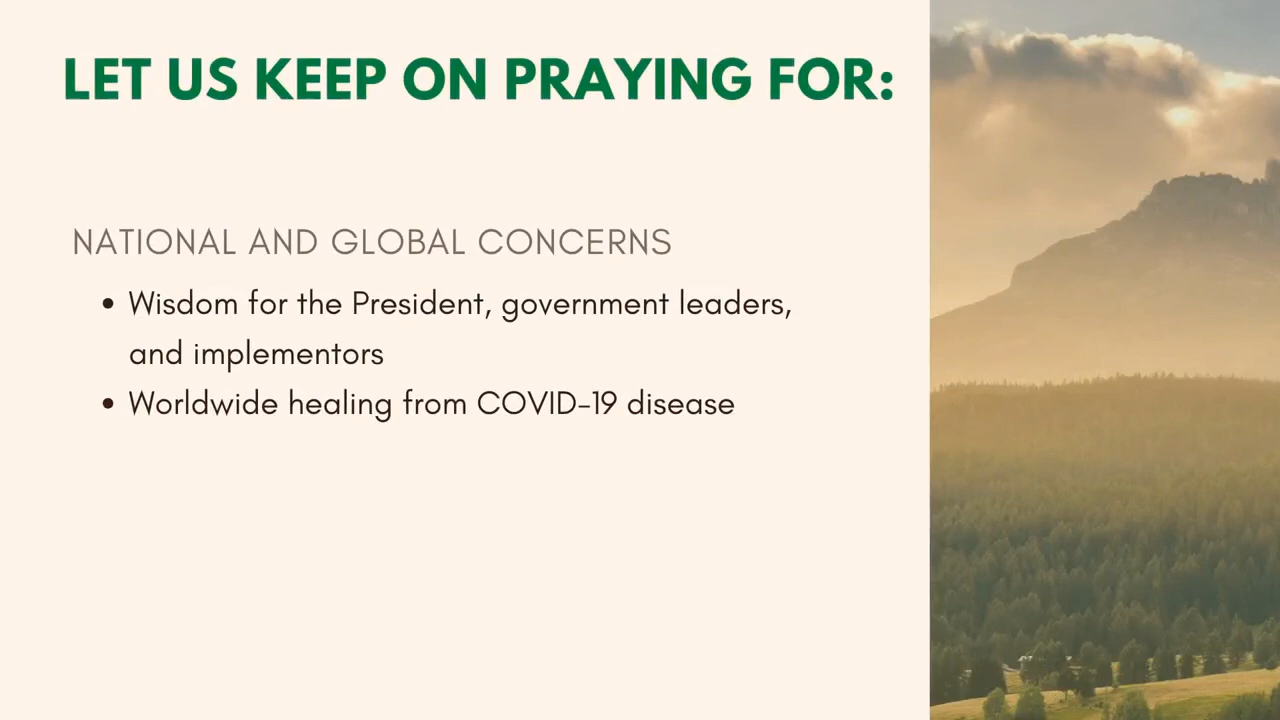 LET US KEEP ON PRAYING FOR:
NATIONAL AND GLOBAL CONCERNS
• Wisdom for the President, government leaders,
and implementors
• Worldwide healing from COVID-19 disease